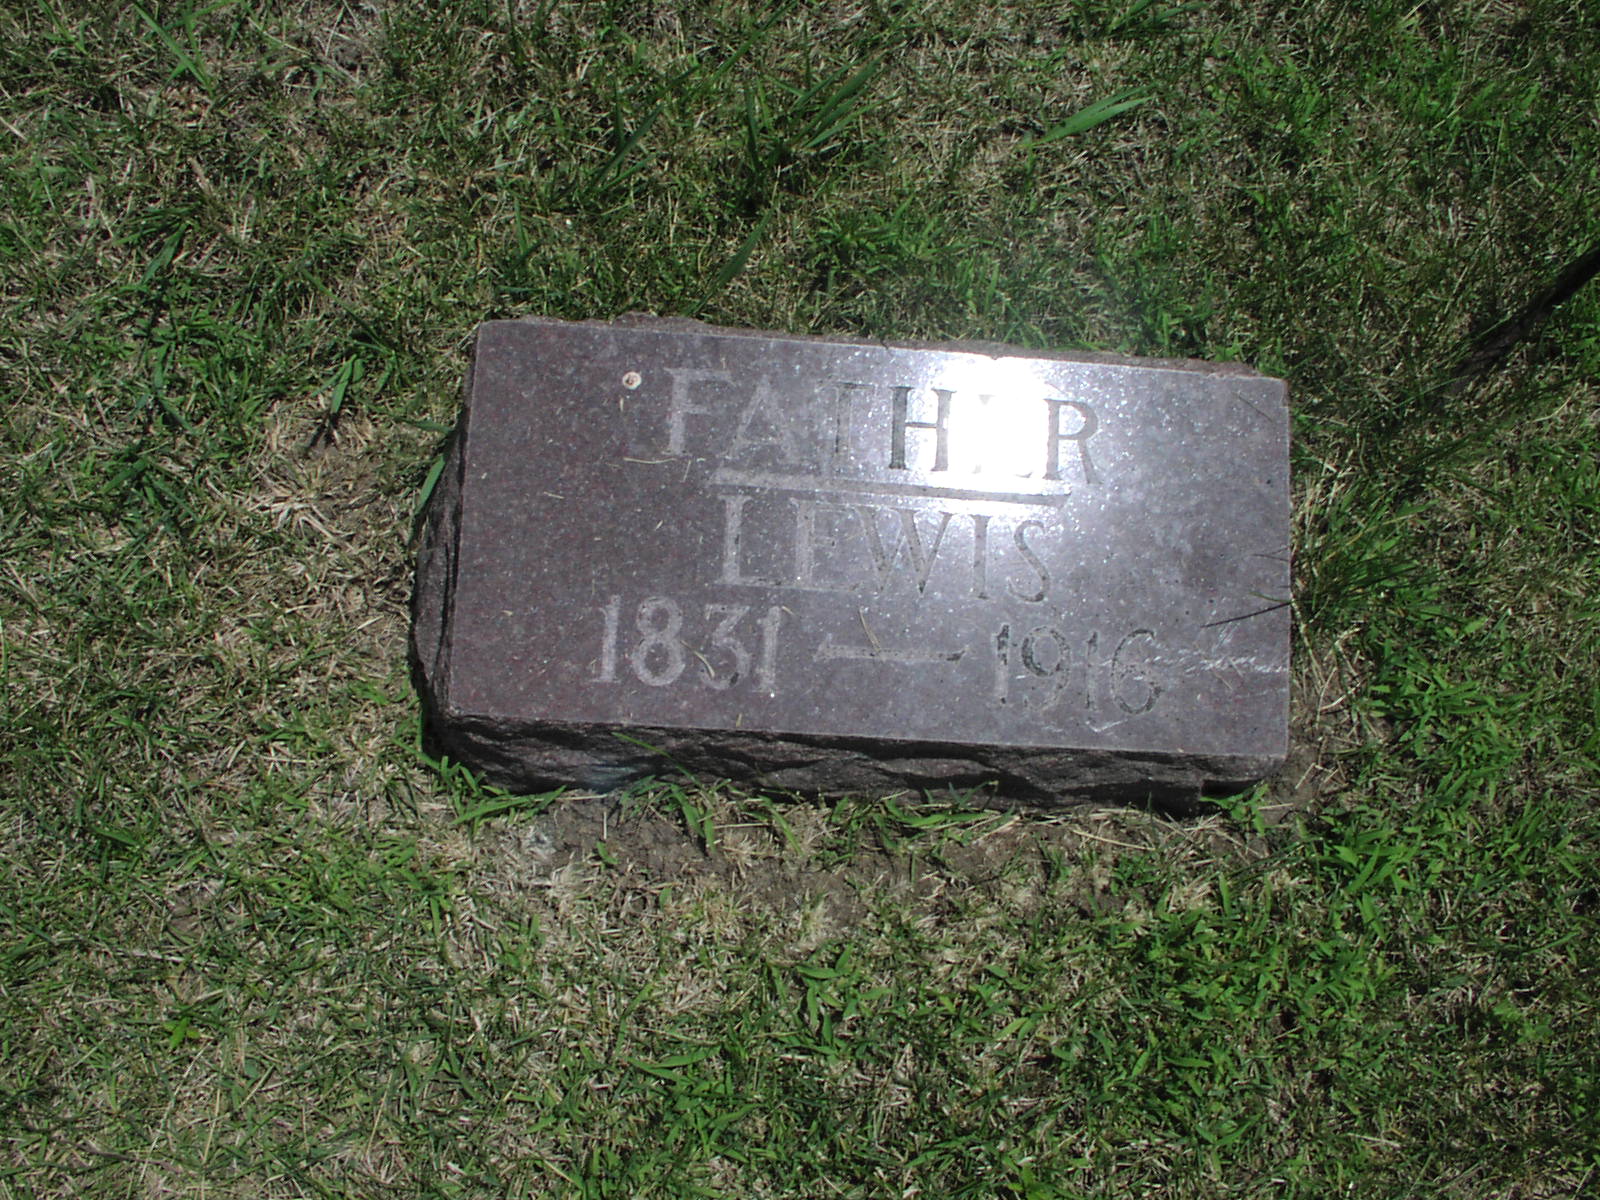 FATHER
LEWIS
1831 — 1916